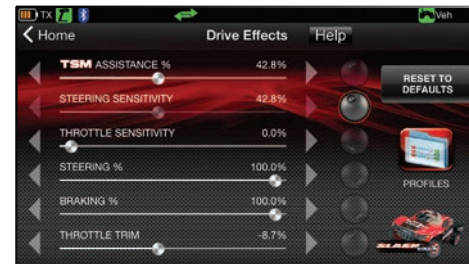 TX Veh
Home Drive Effects Help
TSM ASSISTANCE % 42.8%
STEERING SENSITIVITY 42.8%
THROTTLE SENSITIVITY 0.0%
STEERING % 100.0%
BRAKING % 100.0%
THROTTLE TRIM -8.7%
RESET TO
DEFAULTS
PROFILES
SLASH